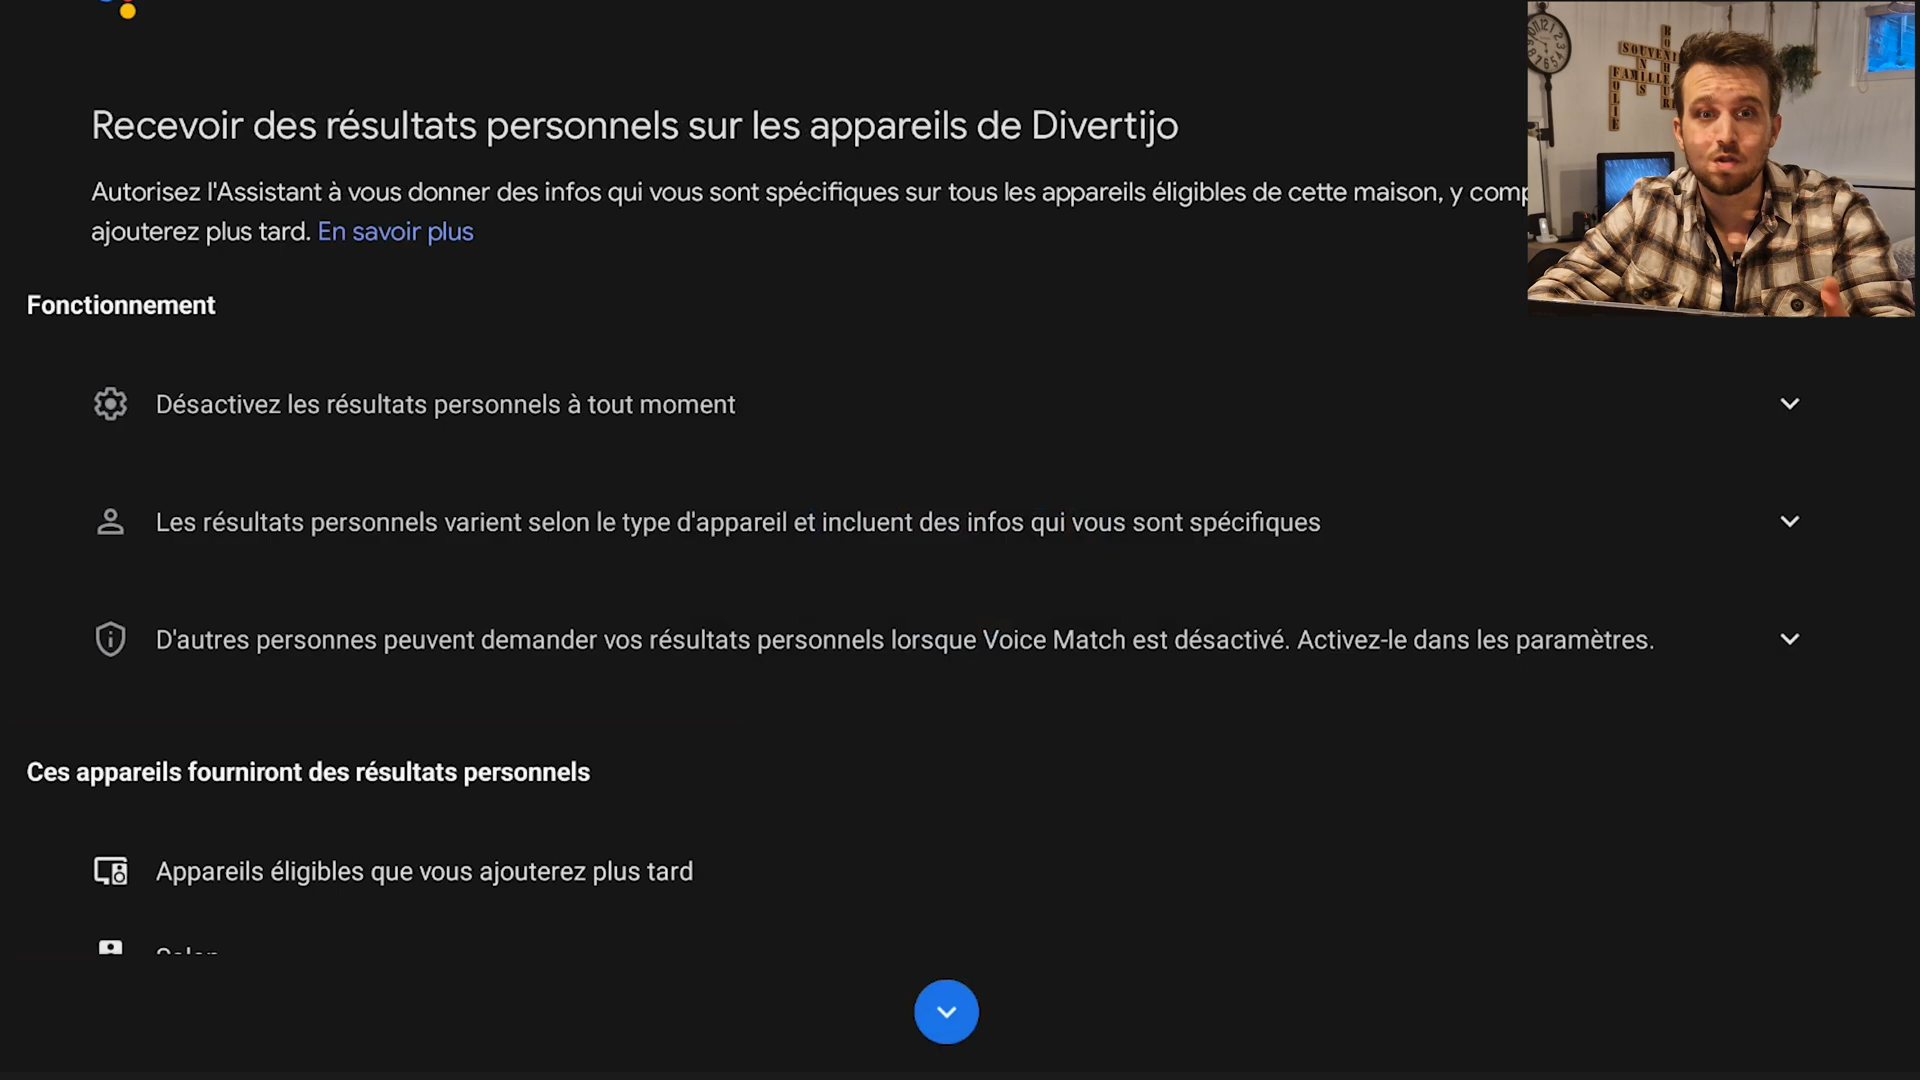 Recevoir des résultats personnels sur les appareils de Divertijo
Autorisez l'Assistant à vous donner des infos qui vous sont spécifiques sur tous les appareils éligibles de cette maison, y comp
ajouterez plus tard. En savoir plus
Fonctionnement
Désactivez les résultats personnels à tout moment
Les résultats personnels varient selon le type d'appareil et incluent des infos qui vous sont spécifiques
D'autres personnes peuvent demander vos résultats personnels lorsque Voice Match est désactivé. Activez-le dans les paramètres.
Ces appareils fourniront des résultats personnels
Appareils éligibles que vous ajouterez plus tard
Salon
FAMILLE
FOLIE